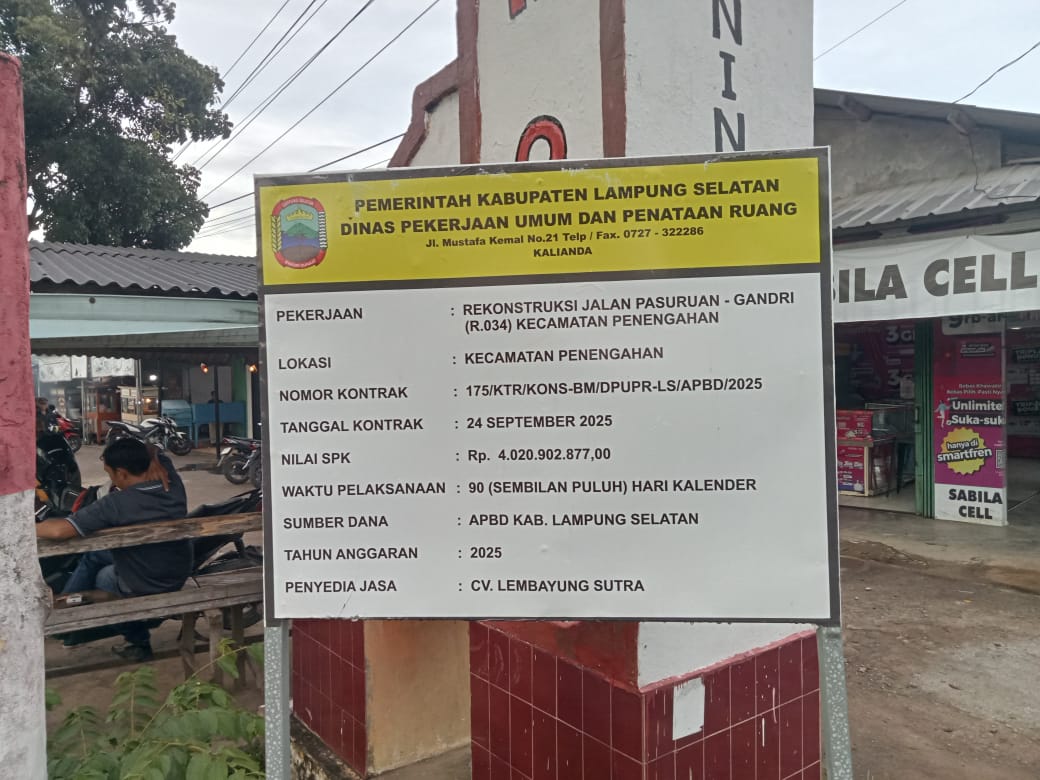 NIN
PEMERINTAH KABUPATEN LAMPUNG SELATAN
DINAS PEKERJAAN UMUM DAN PENATAAN RUANG
Jl. Mustafa Kemal No.21 Telp / Fax. 0727 - 322286
KALIANDA
PEKERJAAN : REKONSTRUKSI JALAN PASURUAN - GANDRI
(R.034) KECAMATAN PENENGAHAN
LOKASI : KECAMATAN PENENGAHAN
NOMOR KONTRAK : 175/KTR/KONS-BM/DPUPR-LS/APBD/2025
TANGGAL KONTRAK : 24 SEPTEMBER 2025
NILAI SPK : Rp. 4.020.902.877,00
WAKTU PELAKSANAAN : 90 (SEMBILAN PULUH) HARI KALENDER
SUMBER DANA : APBD KAB. LAMPUNG SELATAN
TAHUN ANGGARAN : 2025
PENYEDIA JASA : CV. LEMBAYUNG SUTRA
ILA CELL
Unlimite
Suka-suk
hanya di
smartfren
SABILA
CELL